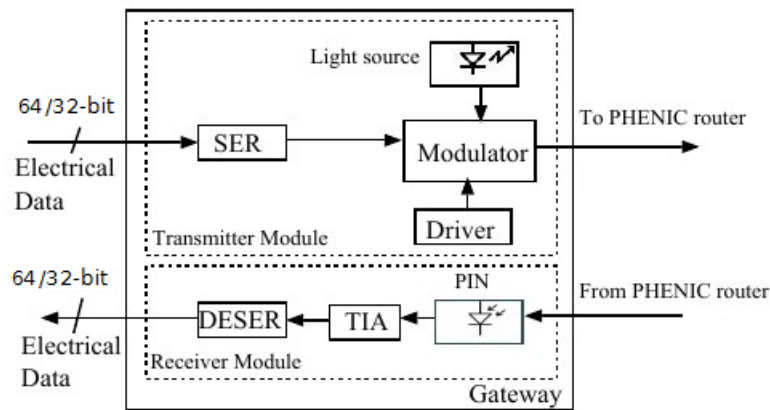 Light source
64/32-bit
SER
Modulator
To PHENIC router
Electrical
Data
Driver
Transmitter Module
64/32-bit
PIN
DESER
TIA
From PHENIC router
Electrical
Data
Receiver Module
Gateway